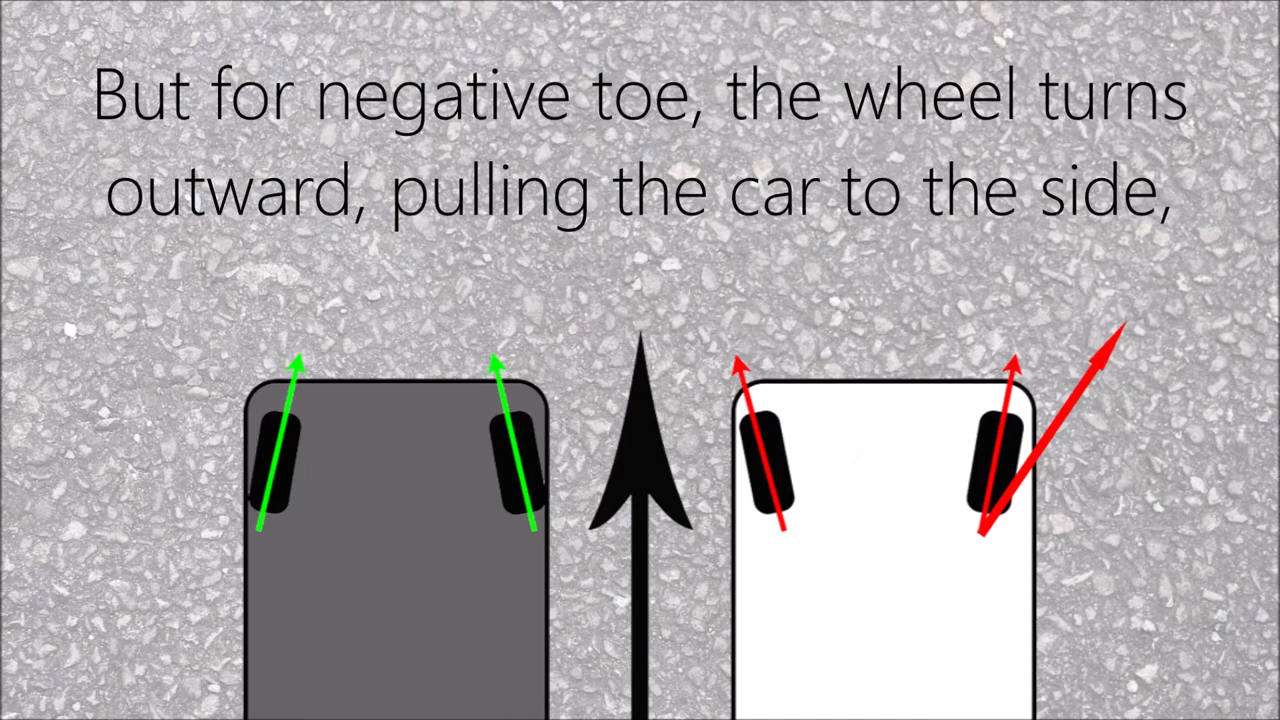 But for negative toe, the wheel turns
outward, pulling the car to the side,